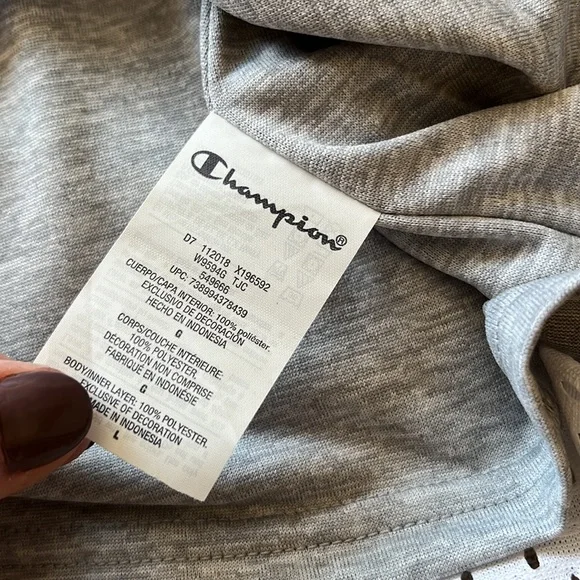 Champion®
D7 112018 X196592
W9594G TJC
549666
UPC: 738994378439
CUERPO/CAPA INTERIOR: 100% poliéster.
EXCLUSIVO DE DECORACIÓN
HECHO EN INDONESIA
G
CORPS/COUCHE INTÉRIEURE:
100% POLYESTER
DÉCORATION NON COMPRISE
FABRIQUÉ EN INDONÉSIE
G
BODY/INNER LAYER: 100% POLYESTER.
EXCLUSIVE OF DECORATION
MADE IN INDONESIA
L